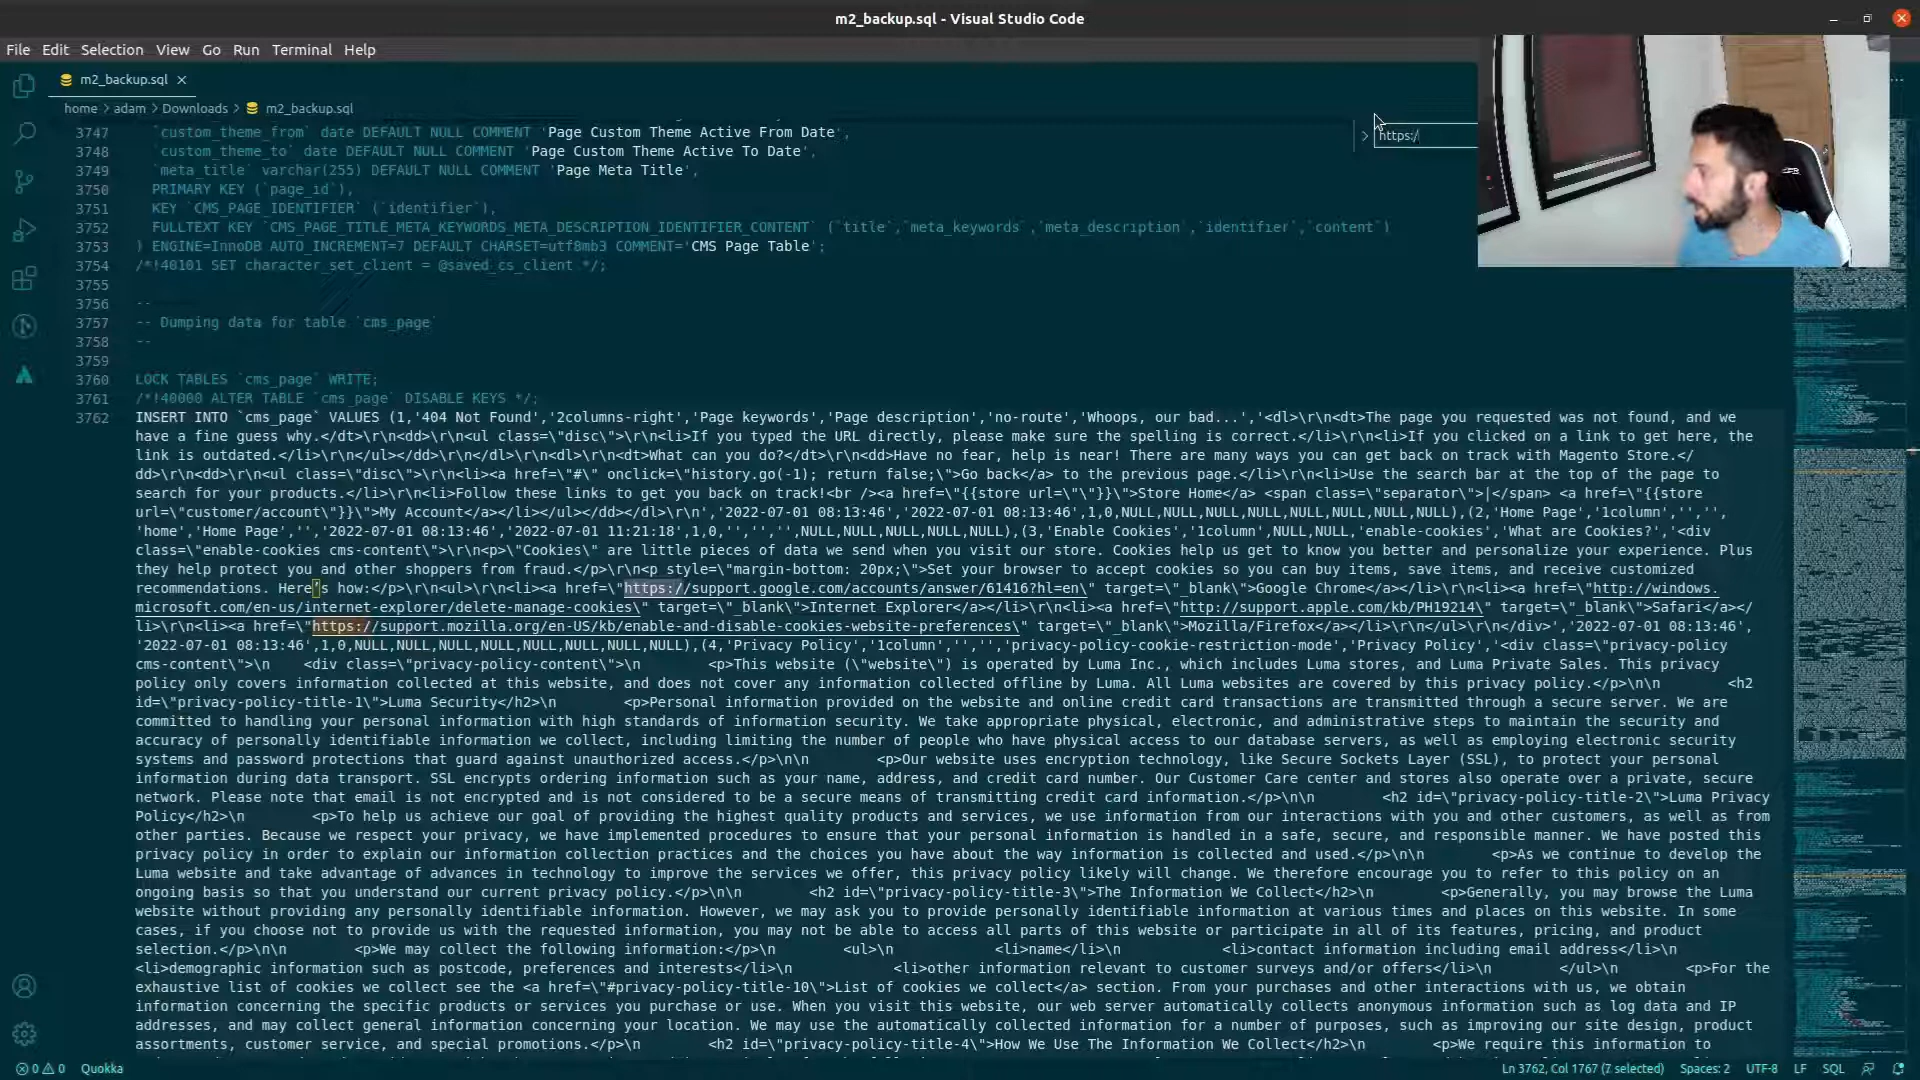 m2_backup.sql - Visual Studio Code
File Edit Selection View Go Run Terminal Help
m2_backup.sql
home > adam > Downloads > m2_backup.sql
https:/
3747 `custom_theme_from` date DEFAULT NULL COMMENT 'Page Custom Theme Active From Date',
3748 `custom_theme_to` date DEFAULT NULL COMMENT 'Page Custom Theme Active To Date',
3749 `meta_title` varchar(255) DEFAULT NULL COMMENT 'Page Meta Title',
3750 PRIMARY KEY (`page_id`),
3751 KEY `CMS_PAGE_IDENTIFIER` (`identifier`),
3752 FULLTEXT KEY `CMS_PAGE_TITLE_META_KEYWORDS_META_DESCRIPTION_IDENTIFIER_CONTENT` (`title`,`meta_keywords`,`meta_description`,`identifier`,`content`)
3753 ) ENGINE=InnoDB AUTO_INCREMENT=7 DEFAULT CHARSET=utf8mb3 COMMENT='CMS Page Table';
3754 /*!40101 SET character_set_client = @saved_cs_client */;
3755
3756 --
3757 -- Dumping data for table `cms_page`
3758 --
3759
3760 LOCK TABLES `cms_page` WRITE;
3761 /*!40000 ALTER TABLE `cms_page` DISABLE KEYS */;
3762 INSERT INTO `cms_page` VALUES (1,'404 Not Found','2columns-right','Page keywords','Page description','no-route','Whoops, our bad...','<dl>\r\n<dt>The page you requested was not found, and we
have a fine guess why.</dt>\r\n<dd>\r\n<ul class=\"disc\">\r\n<li>If you typed the URL directly, please make sure the spelling is correct.</li>\r\n<li>If you clicked on a link to get here, the
link is outdated.</li>\r\n</ul></dd>\r\n</dl>\r\n<dl>\r\n<dt>What can you do?</dt>\r\n<dd>Have no fear, help is near! There are many ways you can get back on track with Magento Store.</
dd>\r\n<dd>\r\n<ul class=\"disc\">\r\n<li><a href=\"#\" onclick=\"history.go(-1); return false;\">Go back</a> to the previous page.</li>\r\n<li>Use the search bar at the top of the page to
search for your products.</li>\r\n<li>Follow these links to get you back on track!<br /><a href=\"{{store url=\"\"}}\">Store Home</a> <span class=\"separator\">|</span> <a href=\"{{store
url=\"customer/account\"}}\">My Account</a></li></ul></dd></dl>\r\n','2022-07-01 08:13:46','2022-07-01 08:13:46',1,0,NULL,NULL,NULL,NULL,NULL,NULL,NULL),(2,'Home Page','1column','','',
'home','Home Page','','2022-07-01 08:13:46','2022-07-01 11:21:18',1,0,'','','',NULL,NULL,NULL,NULL),(3,'Enable Cookies','1column',NULL,NULL,'enable-cookies','What are Cookies?','<div
class=\"enable-cookies cms-content\">\r\n<p>\"Cookies\" are little pieces of data we send when you visit our store. Cookies help us get to know you better and personalize your experience. Plus
they help protect you and other shoppers from fraud.</p>\r\n<p style=\"margin-bottom: 20px;\">Set your browser to accept cookies so you can buy items, save items, and receive customized
recommendations. Here’s how:</p>\r\n<ul>\r\n<li><a href=\"https://support.google.com/accounts/answer/61416?hl=en\" target=\"_blank\">Google Chrome</a></li>\r\n<li><a href=\"http://windows.
microsoft.com/en-us/internet-explorer/delete-manage-cookies\" target=\"_blank\">Internet Explorer</a></li>\r\n<li><a href=\"http://support.apple.com/kb/PH19214\" target=\"_blank\">Safari</a></
li>\r\n<li><a href=\"https://support.mozilla.org/en-US/kb/enable-and-disable-cookies-website-preferences\" target=\"_blank\">Mozilla/Firefox</a></li>\r\n</ul>\r\n</div>','2022-07-01 08:13:46',
'2022-07-01 08:13:46',1,0,NULL,NULL,NULL,NULL,NULL,NULL,NULL),(4,'Privacy Policy','1column','','','privacy-policy-cookie-restriction-mode','Privacy Policy','<div class=\"privacy-policy
cms-content\">\n <div class=\"privacy-policy-content\">\n <p>This website (\"website\") is operated by Luma Inc., which includes Luma stores, and Luma Private Sales. This privacy
policy only covers information collected at this website, and does not cover any information collected offline by Luma. All Luma websites are covered by this privacy policy.</p>\n\n <h2
id=\"privacy-policy-title-1\">Luma Security</h2>\n <p>Personal information provided on the website and online credit card transactions are transmitted through a secure server. We are
committed to handling your personal information with high standards of information security. We take appropriate physical, electronic, and administrative steps to maintain the security and
accuracy of personally identifiable information we collect, including limiting the number of people who have physical access to our database servers, as well as employing electronic security
systems and password protections that guard against unauthorized access.</p>\n\n <p>Our website uses encryption technology, like Secure Sockets Layer (SSL), to protect your personal
information during data transport. SSL encrypts ordering information such as your name, address, and credit card number. Our Customer Care center and stores also operate over a private, secure
network. Please note that email is not encrypted and is not considered to be a secure means of transmitting credit card information.</p>\n\n <h2 id=\"privacy-policy-title-2\">Luma Privacy
Policy</h2>\n <p>To help us achieve our goal of providing the highest quality products and services, we use information from our interactions with you and other customers, as well as from
other parties. Because we respect your privacy, we have implemented procedures to ensure that your personal information is handled in a safe, secure, and responsible manner. We have posted this
privacy policy in order to explain our information collection practices and the choices you have about the way information is collected and used.</p>\n\n <p>As we continue to develop the
Luma website and take advantage of advances in technology to improve the services we offer, this privacy policy likely will change. We therefore encourage you to refer to this policy on an
ongoing basis so that you understand our current privacy policy.</p>\n\n <h2 id=\"privacy-policy-title-3\">The Information We Collect</h2>\n <p>Generally, you may browse the Luma
website without providing any personally identifiable information. However, we may ask you to provide personally identifiable information at various times and places on this website. In some
cases, if you choose not to provide us with the requested information, you may not be able to access all parts of this website or participate in all of its features, pricing, and product
selection.</p>\n\n <p>We may collect the following information:</p>\n <ul>\n <li>name</li>\n <li>contact information including email address</li>\n
<li>demographic information such as postcode, preferences and interests</li>\n <li>other information relevant to customer surveys and/or offers</li>\n </ul>\n <p>For the
exhaustive list of cookies we collect see the <a href=\"#privacy-policy-title-10\">List of cookies we collect</a> section. From your purchases and other interactions with us, we obtain
information concerning the specific products or services you purchase or use. When you visit this website, our web server automatically collects anonymous information such as log data and IP
addresses, and may collect general information concerning your location. We may use the automatically collected information for a number of purposes, such as improving our site design, product
assortments, customer service, and special promotions.</p>\n <h2 id=\"privacy-policy-title-4\">How We Use The Information We Collect</h2>\n <p>We require this information to
0 0 Quokka Ln 3762, Col 1767 (7 selected) Spaces: 2 UTF-8 LF SQL